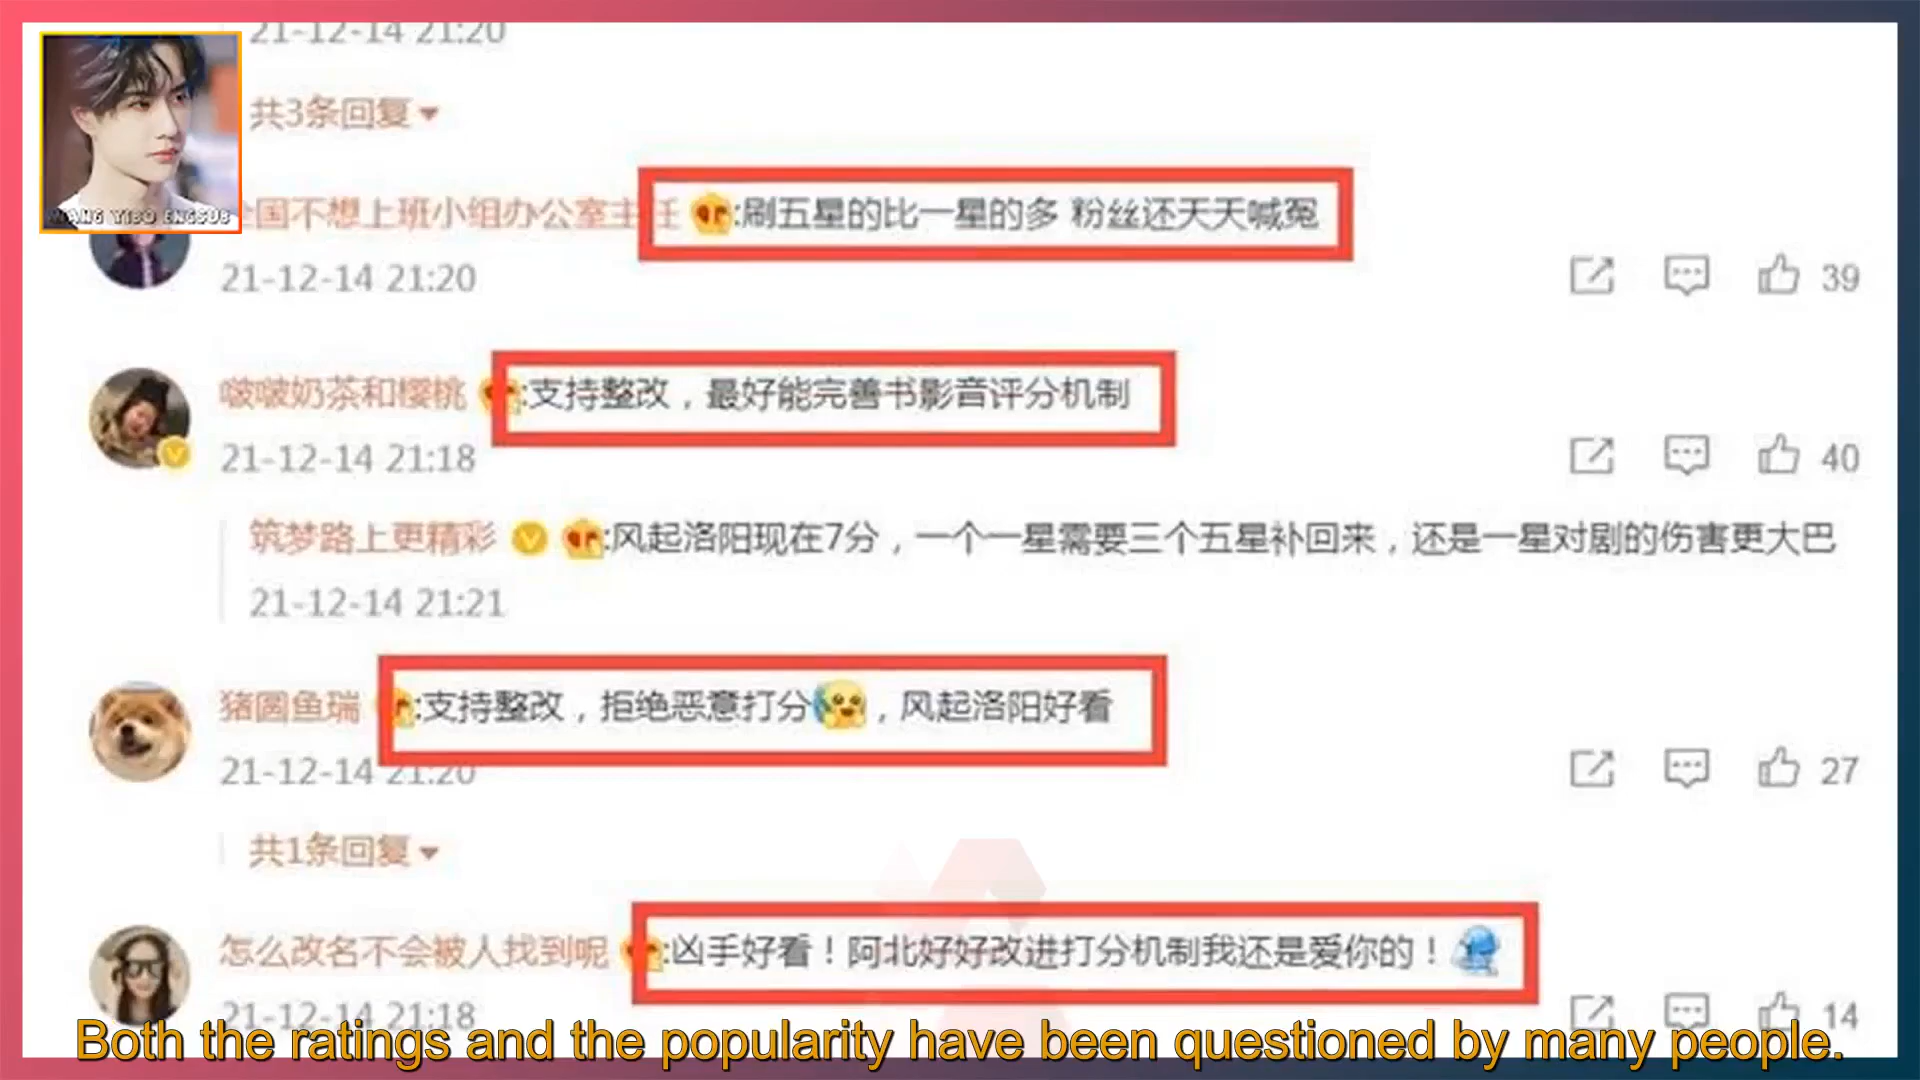 21-12-14 21:20
共3条回复
WANG YIBO ENGSUB
全国不想上班小组办公室主任:刷五星的比一星的多 粉丝还天天喊冤
21-12-14 21:20
39
啵啵奶茶和樱桃:支持整改，最好能完善书影音评分机制
21-12-14 21:18
40
筑梦路上更精彩:风起洛阳现在7分，一个一星需要三个五星补回来，还是一星对剧的伤害更大巴
21-12-14 21:21
猪圆鱼瑞:支持整改，拒绝恶意打分，风起洛阳好看
21-12-14 21:20
27
共1条回复
怎么改名不会被人找到呢:凶手好看！阿北好好改进打分机制我还是爱你的！
21-12-14 21:18
14
Both the ratings and the popularity have been questioned by many people.